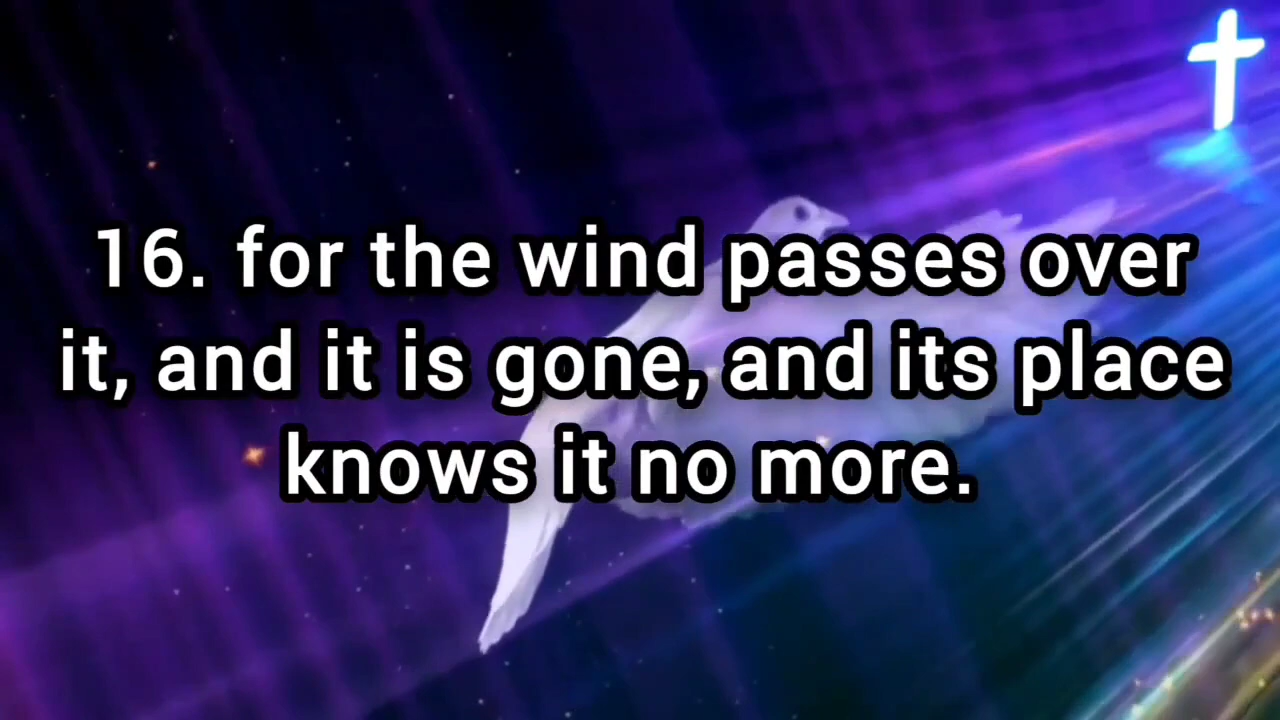 16. for the wind passes over
it, and it is gone, and its place
knows it no more.